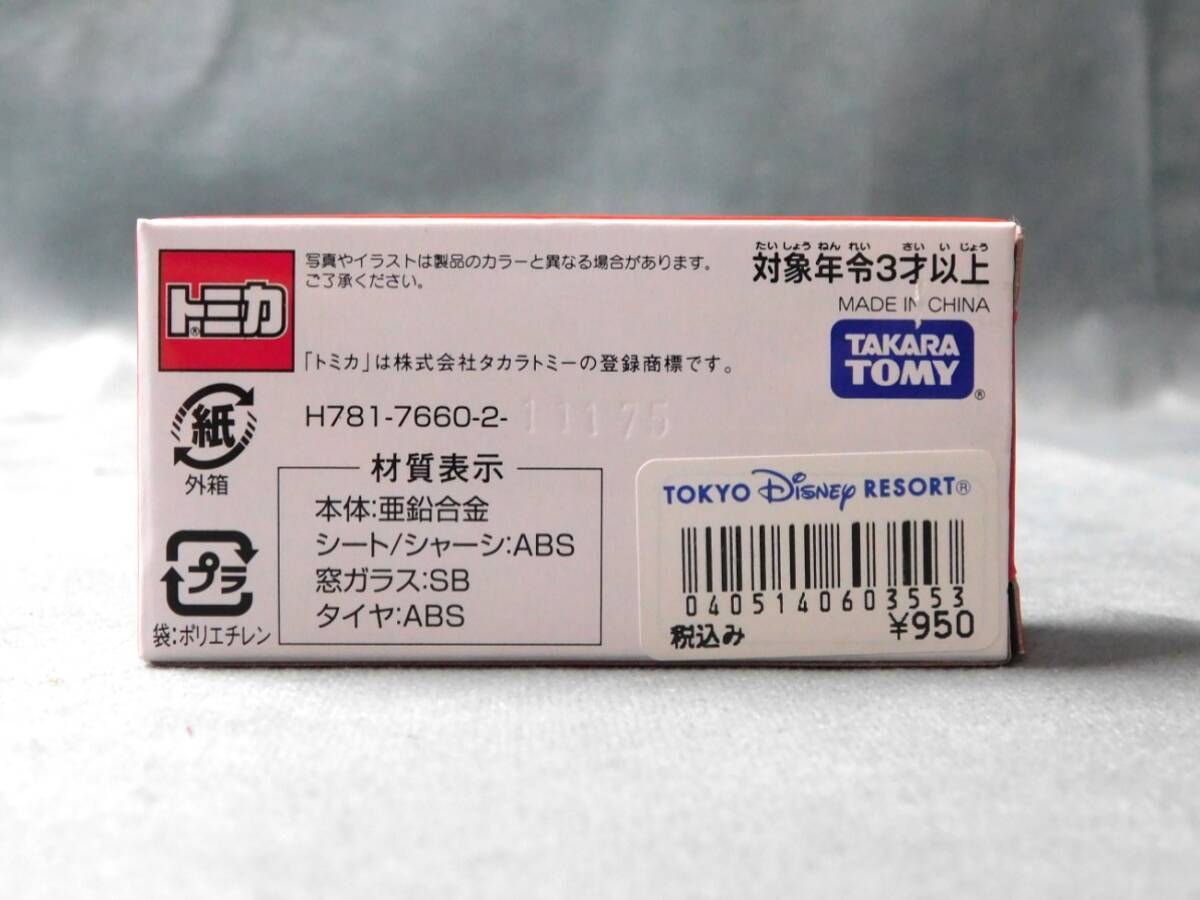 トミカ®
写真やイラストは製品のカラーと異なる場合があります。
ご了承ください。
「トミカ」は株式会社タカラトミーの登録商標です。
たいしょうねんれい さいいじょう
対象年令3才以上
MADE IN CHINA
TAKARA
TOMY®
紙
外箱
プラ
袋:ポリエチレン
H781-7660-2-11175
材質表示
本体:亜鉛合金
シート/シャーシ:ABS
窓ガラス:SB
タイヤ:ABS
TOKYO Disney RESORT®
0405140603553
税込み ¥950